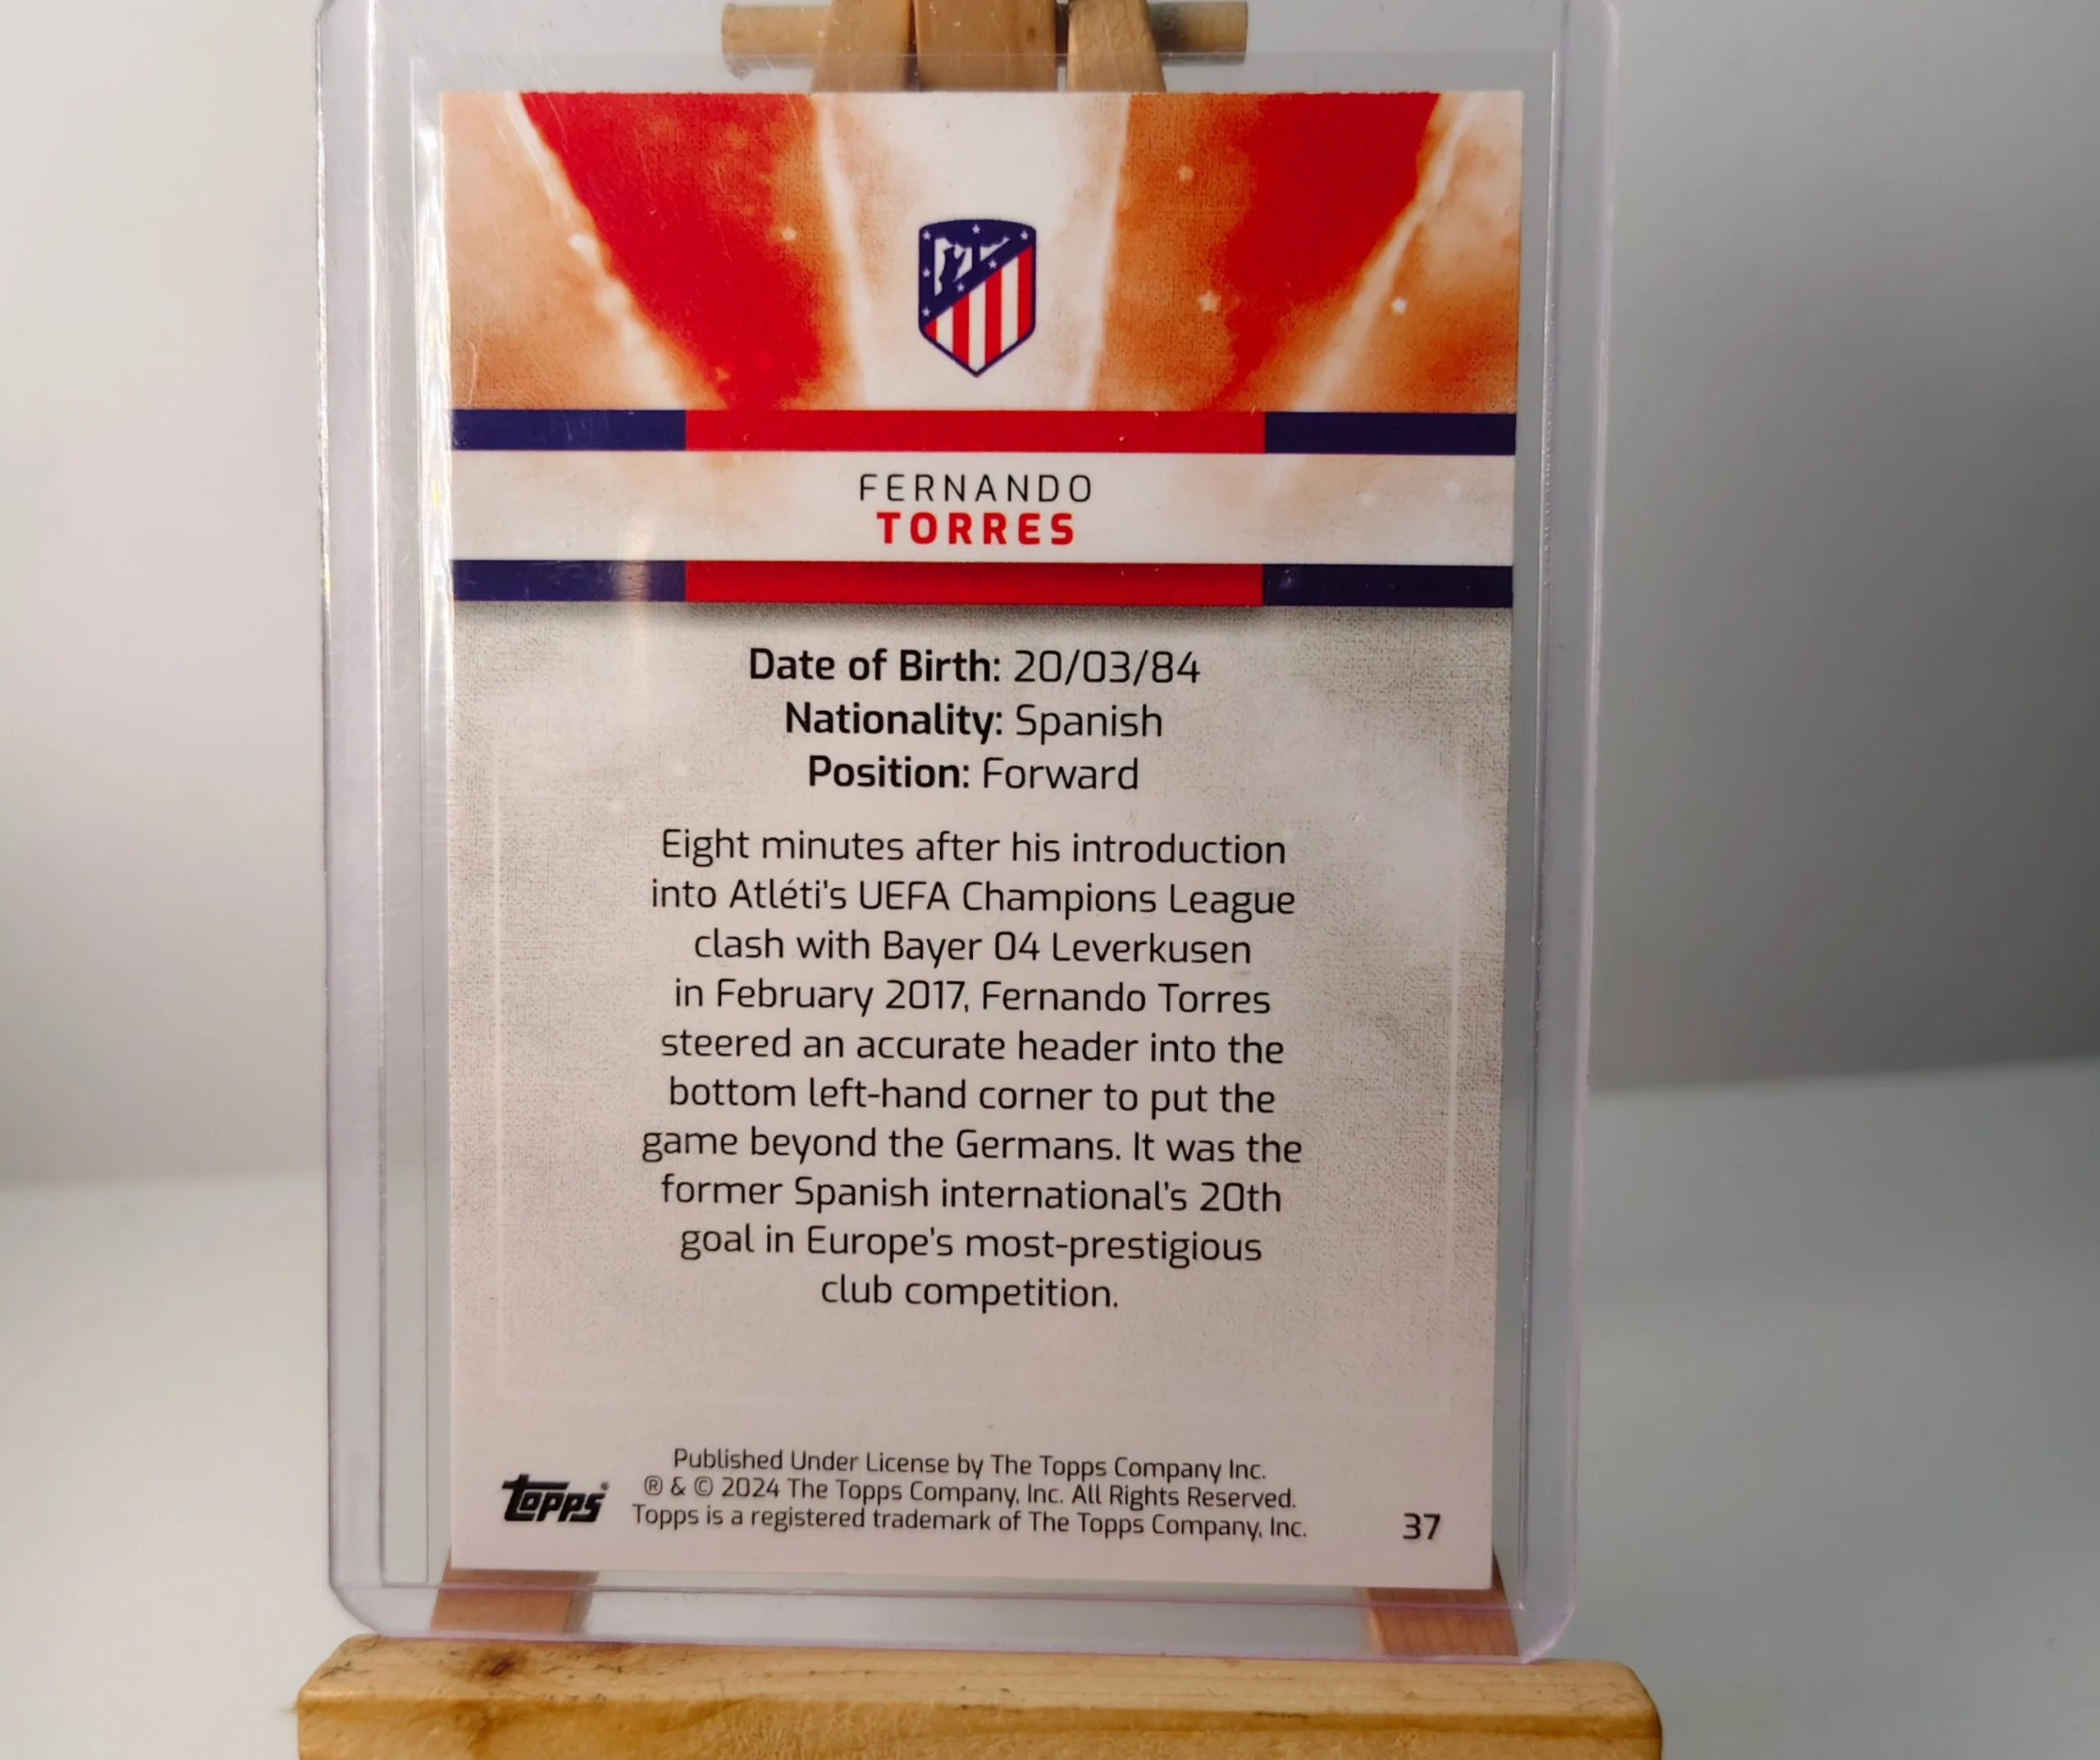 FERNANDO
TORRES
Date of Birth: 20/03/84
Nationality: Spanish
Position: Forward
Eight minutes after his introduction
into Atléti's UEFA Champions League
clash with Bayer 04 Leverkusen
in February 2017, Fernando Torres
steered an accurate header into the
bottom left-hand corner to put the
game beyond the Germans. It was the
former Spanish international's 20th
goal in Europe's most-prestigious
club competition.
Published Under License by The Topps Company Inc.
® & © 2024 The Topps Company, Inc. All Rights Reserved.
Topps is a registered trademark of The Topps Company, Inc.
topps®
37